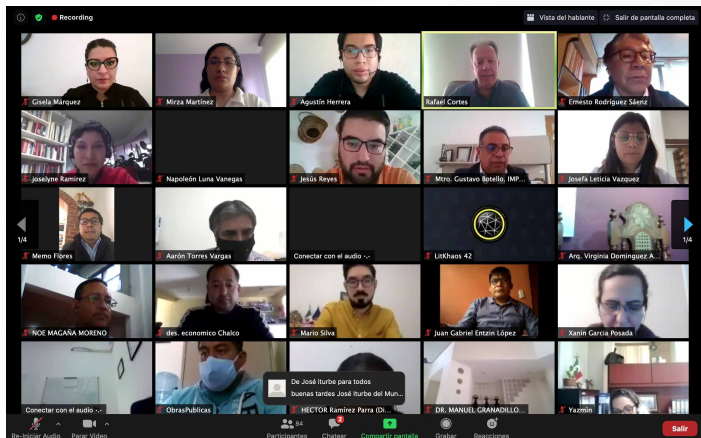 Recording
Vista del hablante
Salir de pantalla completa
Gisela Márquez
Mirza Martínez
Agustín Herrera
Rafael Cortes
Ernesto Rodríguez Sáenz
joselyne Ramirez
Napoleón Luna Vanegas
Jesús Reyes
Mtro. Gustavo Botello, IMP...
Josefa Leticia Vazquez
1/4
1/4
Memo Flores
Aarón Torres Vargas
Conectar con el audio -.-
LitKhaos 42
Arq. Virginia Dominguez A...
NOE MAGAÑA MORENO
des. economico Chalco
Mario Silva
Juan Gabriel Entzin López
Xanin Garcia Posada
De José iturbe para todos
buenas tardes José Iturbe del Mun...
Conectar con el audio -.-
ObrasPublicas
HECTOR Ramírez Parra (Di...
DR. MANUEL GRANADILLO...
Yazmin
84
2
Re-Iniciar Audio
Parar Video
Participantes
Chatear
Compartir pantalla
Grabar
Reacciones
Salir